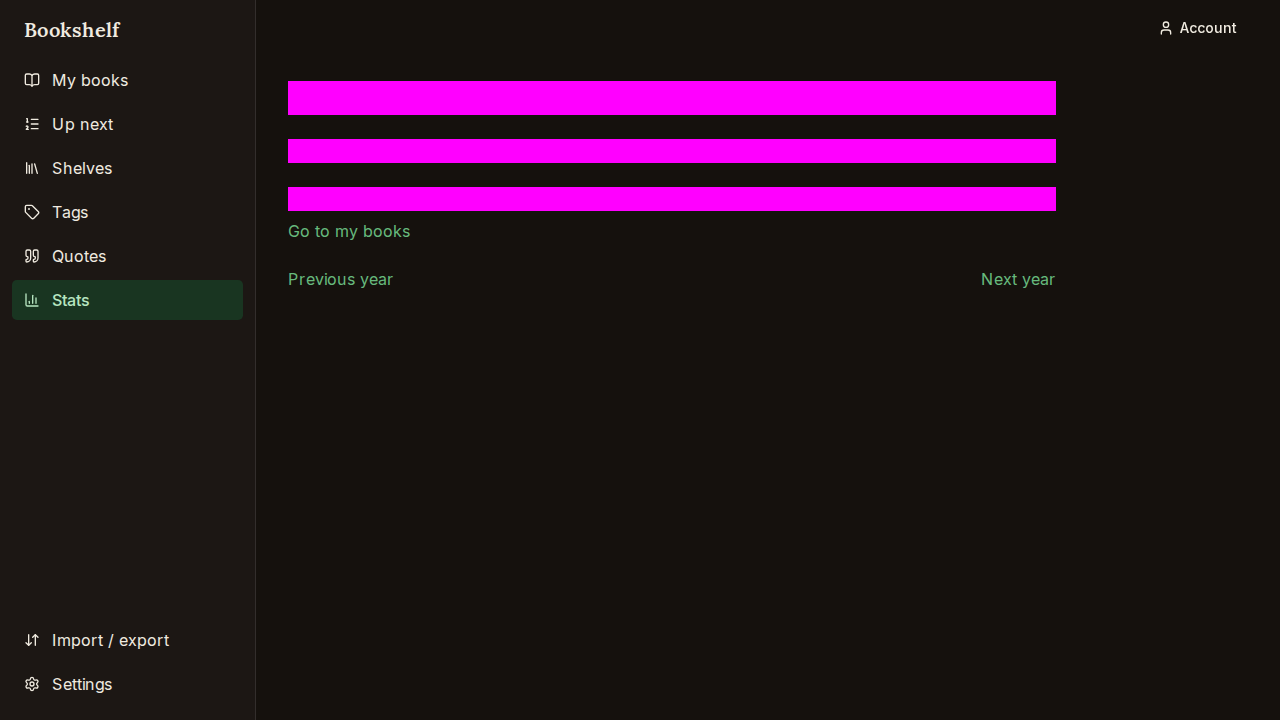 Bookshelf
Account
My books
Up next
Shelves
Tags
Quotes
Stats
Go to my books
Previous year
Next year
Import / export
Settings